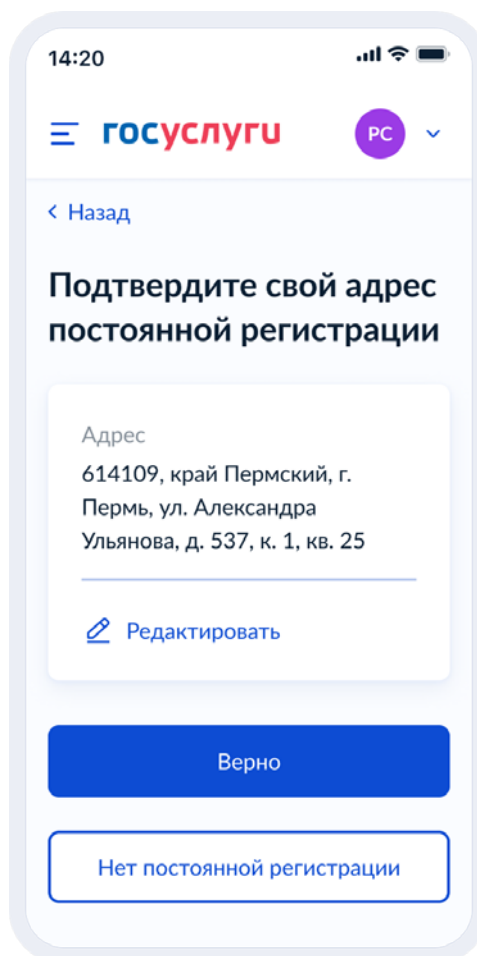 14:20
госуслуги
РС
Назад
Подтвердите свой адрес
постоянной регистрации
Адрес
614109, край Пермский, г.
Пермь, ул. Александра
Ульянова, д. 537, к. 1, кв. 25
Редактировать
Верно
Нет постоянной регистрации